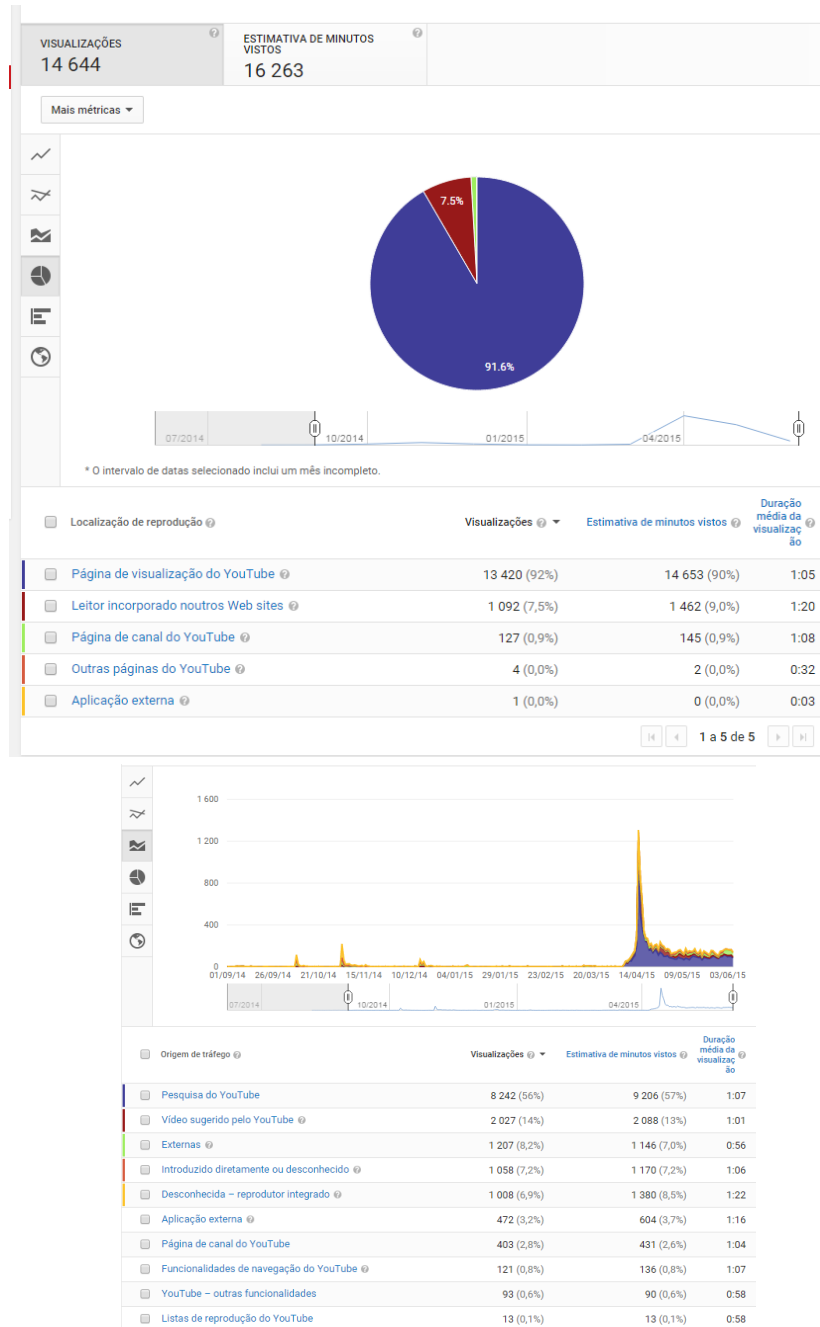 VISUALIZAÇÕES
14 644
ESTIMATIVA DE MINUTOS
VISTOS
16 263
Mais métricas
7.5%
91.6%
07/2014 10/2014 01/2015 04/2015
* O intervalo de datas selecionado inclui um mês incompleto.
Localização de reprodução Visualizações Estimativa de minutos vistos Duração
média da
visualizaç
ão
Página de visualização do YouTube 13 420 (92%) 14 653 (90%) 1:05
Leitor incorporado noutros Web sites 1 092 (7,5%) 1 462 (9,0%) 1:20
Página de canal do YouTube 127 (0,9%) 145 (0,9%) 1:08
Outras páginas do YouTube 4 (0,0%) 2 (0,0%) 0:32
Aplicação externa 1 (0,0%) 0 (0,0%) 0:03
1 a 5 de 5
1 600
1 200
800
400
0
01/09/14 26/09/14 21/10/14 15/11/14 10/12/14 04/01/15 29/01/15 23/02/15 20/03/15 14/04/15 09/05/15 03/06/15
07/2014 10/2014 01/2015 04/2015
Origem de tráfego Visualizações Estimativa de minutos vistos Duração
média da
visualizaç
ão
Pesquisa do YouTube 8 242 (56%) 9 206 (57%) 1:07
Vídeo sugerido pelo YouTube 2 027 (14%) 2 088 (13%) 1:01
Externas 1 207 (8,2%) 1 146 (7,0%) 0:56
Introduzido diretamente ou desconhecido 1 058 (7,2%) 1 170 (7,2%) 1:06
Desconhecida – reprodutor integrado 1 008 (6,9%) 1 380 (8,5%) 1:22
Aplicação externa 472 (3,2%) 604 (3,7%) 1:16
Página de canal do YouTube 403 (2,8%) 431 (2,6%) 1:04
Funcionalidades de navegação do YouTube 121 (0,8%) 136 (0,8%) 1:07
YouTube – outras funcionalidades 93 (0,6%) 90 (0,6%) 0:58
Listas de reprodução do YouTube 13 (0,1%) 13 (0,1%) 0:58